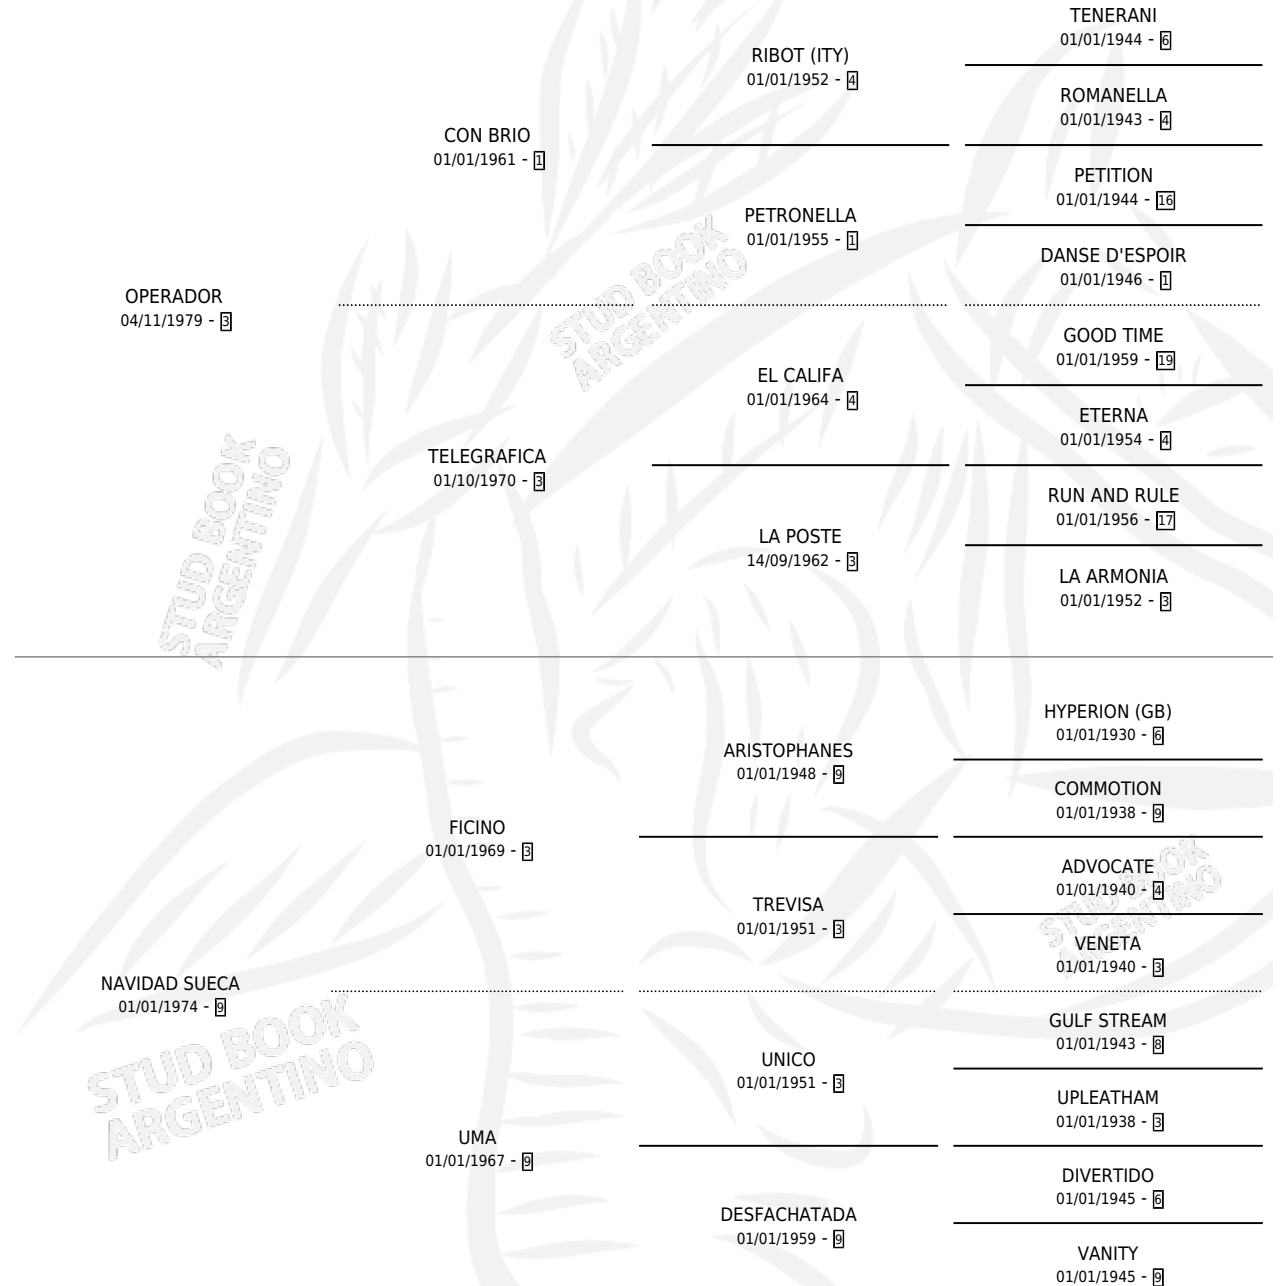 TENERANI
01/01/1944 - 6
RIBOT (ITY)
01/01/1952 - 4
ROMANELLA
01/01/1943 - 4
CON BRIO
01/01/1961 - 1
PETITION
01/01/1944 - 16
PETRONELLA
01/01/1955 - 1
DANSE D'ESPOIR
01/01/1946 - 1
OPERADOR
04/11/1979 - 3
GOOD TIME
01/01/1959 - 19
EL CALIFA
01/01/1964 - 4
ETERNA
01/01/1954 - 4
TELEGRAFICA
01/10/1970 - 3
RUN AND RULE
01/01/1956 - 17
LA POSTE
14/09/1962 - 3
LA ARMONIA
01/01/1952 - 3
HYPERION (GB)
01/01/1930 - 6
ARISTOPHANES
01/01/1948 - 9
COMMOTION
01/01/1938 - 9
FICINO
01/01/1969 - 3
ADVOCATE
01/01/1940 - 4
TREVISA
01/01/1951 - 3
VENETA
01/01/1940 - 3
NAVIDAD SUECA
01/01/1974 - 9
GULF STREAM
01/01/1943 - 8
UNICO
01/01/1951 - 3
UPLEATHAM
01/01/1938 - 3
UMA
01/01/1967 - 9
DIVERTIDO
01/01/1945 - 6
DESFACHATADA
01/01/1959 - 9
VANITY
01/01/1945 - 9
STUD BOOK
ARGENTINO
STUD BOOK
ARGENTINO
STUD BOOK
ARGENTINO
STUD BOOK
ARGENTINO